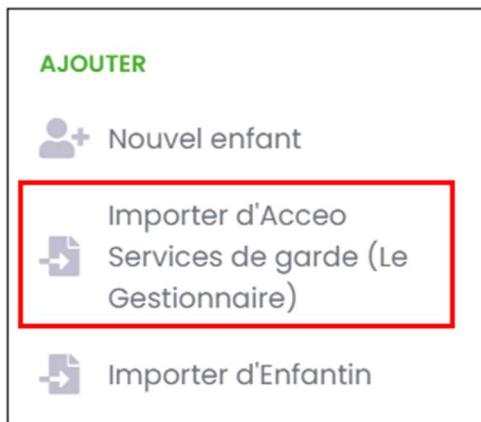 AJOUTER
Nouvel enfant
Importer d'Acceo
Services de garde (Le
Gestionnaire)
Importer d'Enfantin